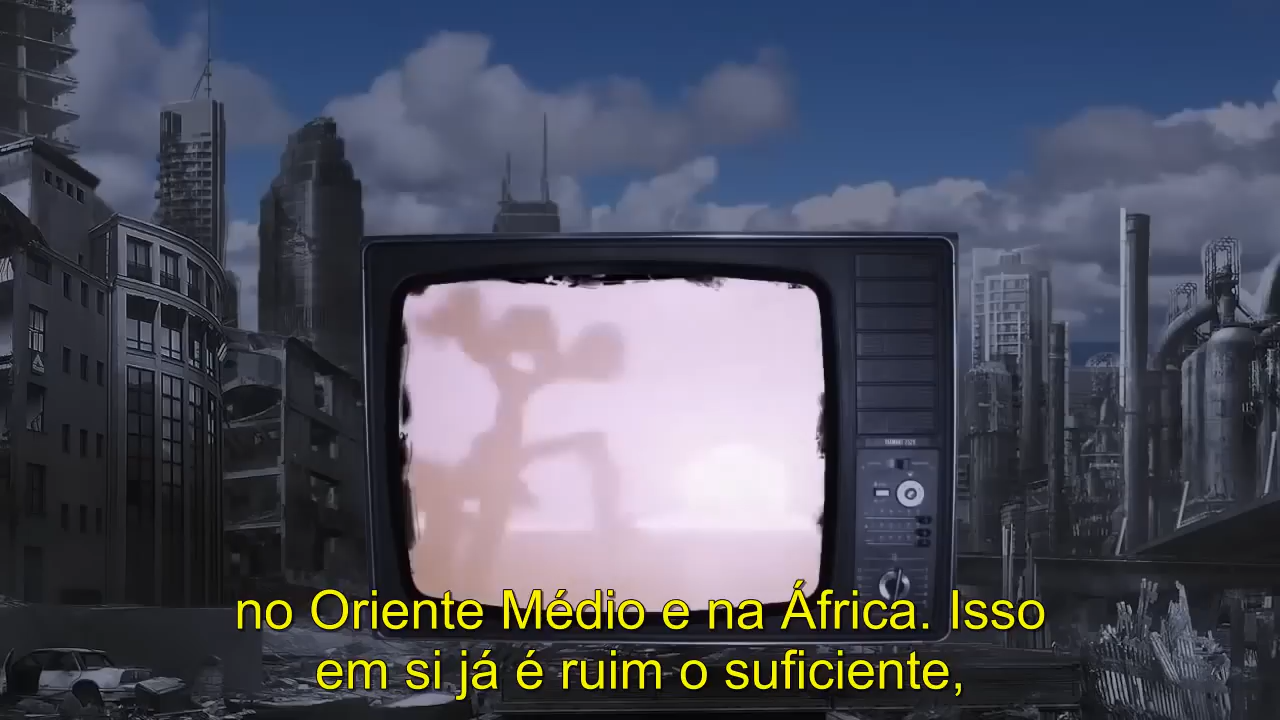 no Oriente Médio e na África. Isso
em si já é ruim o suficiente,